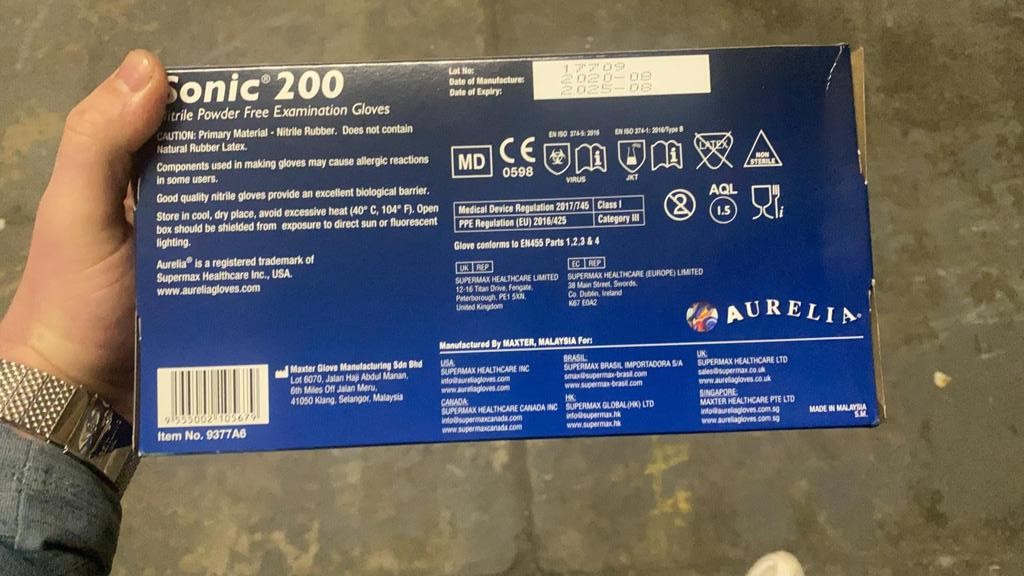 Sonic® 200
Nitrile Powder Free Examination Gloves
CAUTION: Primary Material - Nitrile Rubber. Does not contain
Natural Rubber Latex.
Components used in making gloves may cause allergic reactions
in some users.
Good quality nitrile gloves provide an excellent biological barrier.
Store in cool, dry place, avoid excessive heat (40° C, 104° F). Open
box should be shielded from exposure to direct sun or fluorescent
lighting.
Aurelia® is a registered trademark of
Supermax Healthcare Inc., USA.
www.aureliagloves.com
9 555002 105679
Item No. 9377A6
Maxter Glove Manufacturing Sdn Bhd
Lot 6070, Jalan Haji Abdul Manan,
6th Miles Off Jalan Meru,
41050 Klang, Selangor, Malaysia
Lot No: 17709
Date of Manufacture: 2020-08
Date of Expiry: 2025-08
MD
CE
0598
EN ISO 374-5: 2016
VIRUS
EN ISO 374-1: 2016/Type B
JKT
LATEX
NON
STERILE
Medical Device Regulation 2017/745 Class I
PPE Regulation (EU) 2016/425 Category III
2
AQL
1.5
Glove conforms to EN455 Parts 1,2,3 & 4
UK REP
SUPERMAX HEALTHCARE LIMITED
12-16 Titan Drive, Fengate,
Peterborough, PE1 5XN,
United Kingdom
EC REP
SUPERMAX HEALTHCARE (EUROPE) LIMITED
38 Main Street, Swords,
Co. Dublin, Ireland
K67 E0A2
AURELIA®
Manufactured By MAXTER, MALAYSIA For:
USA:
SUPERMAX HEALTHCARE INC
info@aureliagloves.com
www.aureliagloves.com
CANADA:
SUPERMAX HEALTHCARE CANADA INC
info@supermaxcanada.com
www.supermaxcanada.com
BRASIL:
SUPERMAX BRASIL IMPORTADORA S/A
smax@supermax-brasil.com
www.supermax-brasil.com
HK:
SUPERMAX GLOBAL(HK) LTD
info@supermax.hk
www.supermax.hk
UK:
SUPERMAX HEALTHCARE LTD
sales@supermax.co.uk
www.aureliagloves.co.uk
SINGAPORE:
MAXTER HEALTHCARE PTE LTD
info@aureliagloves.com.sg
www.aureliagloves.com.sg
MADE IN MALAYSIA
S.M.